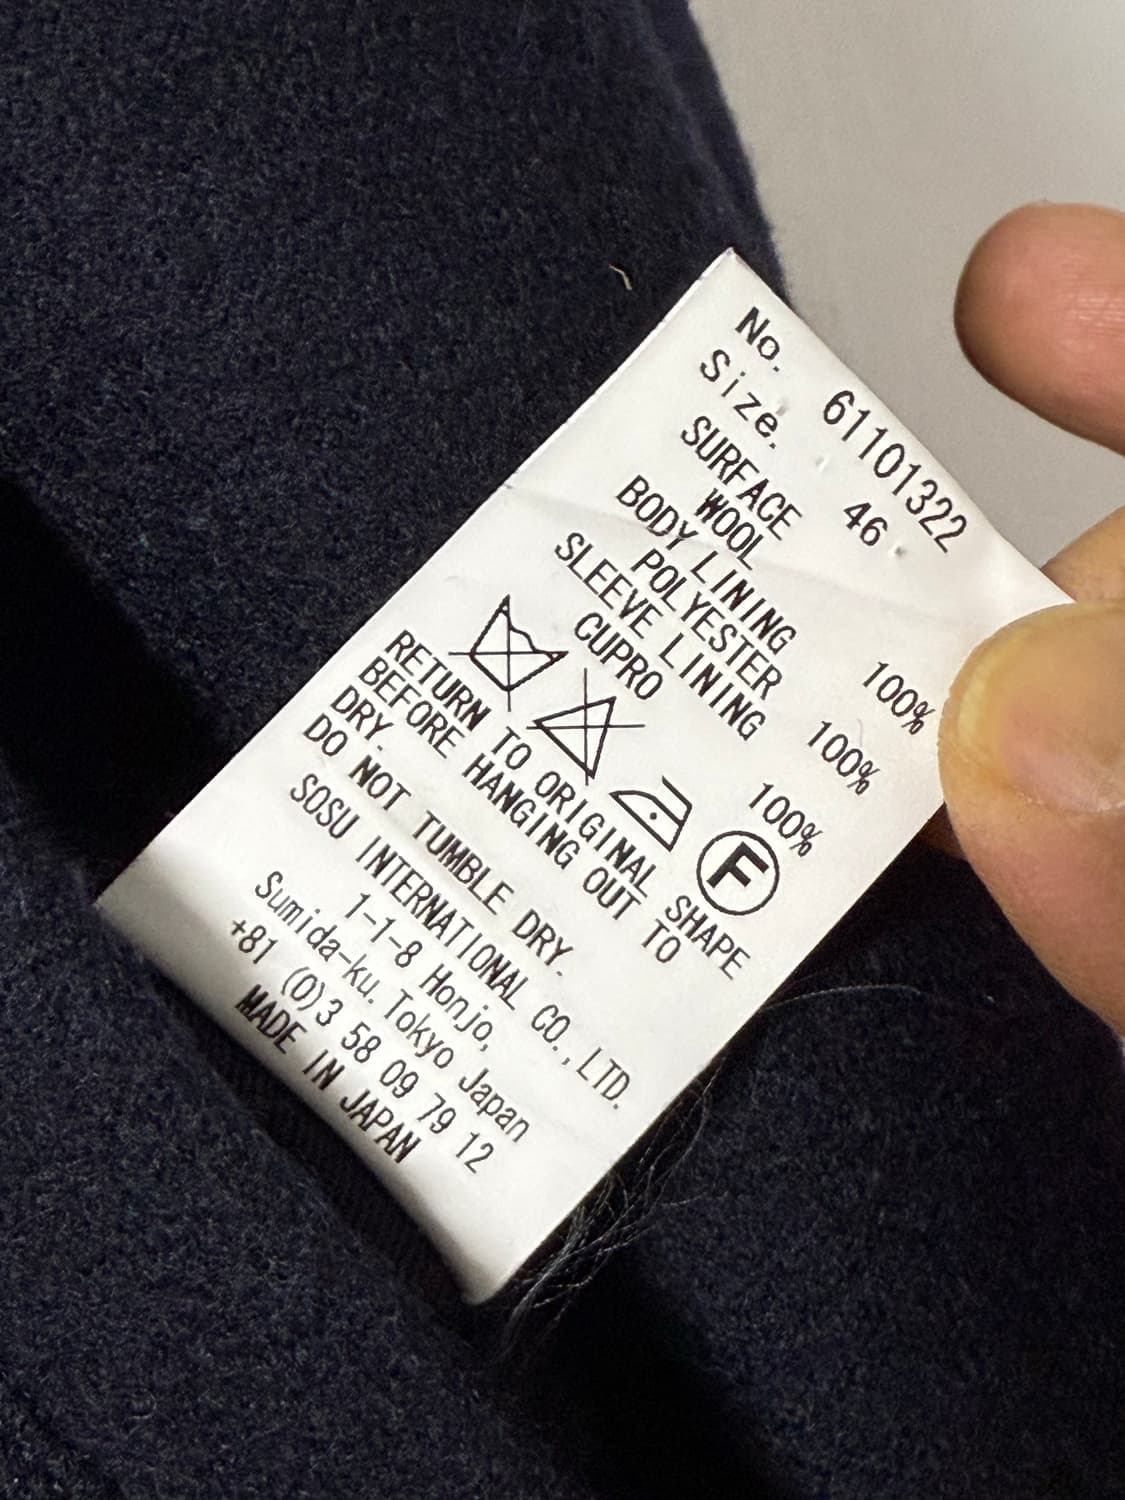 No. 61101322
Size. 46
SURFACE
WOOL 100%
BODY LINING
POLYESTER 100%
SLEEVE LINING
CUPRO 100%
F
RETURN TO ORIGINAL SHAPE
BEFORE HANGING OUT TO
DRY.
DO NOT TUMBLE DRY.
SOSU INTERNATIONAL CO.,LTD.
1-1-8 Honjo,
Sumida-ku. Tokyo Japan
+81 (0)3 58 09 79 12
MADE IN JAPAN